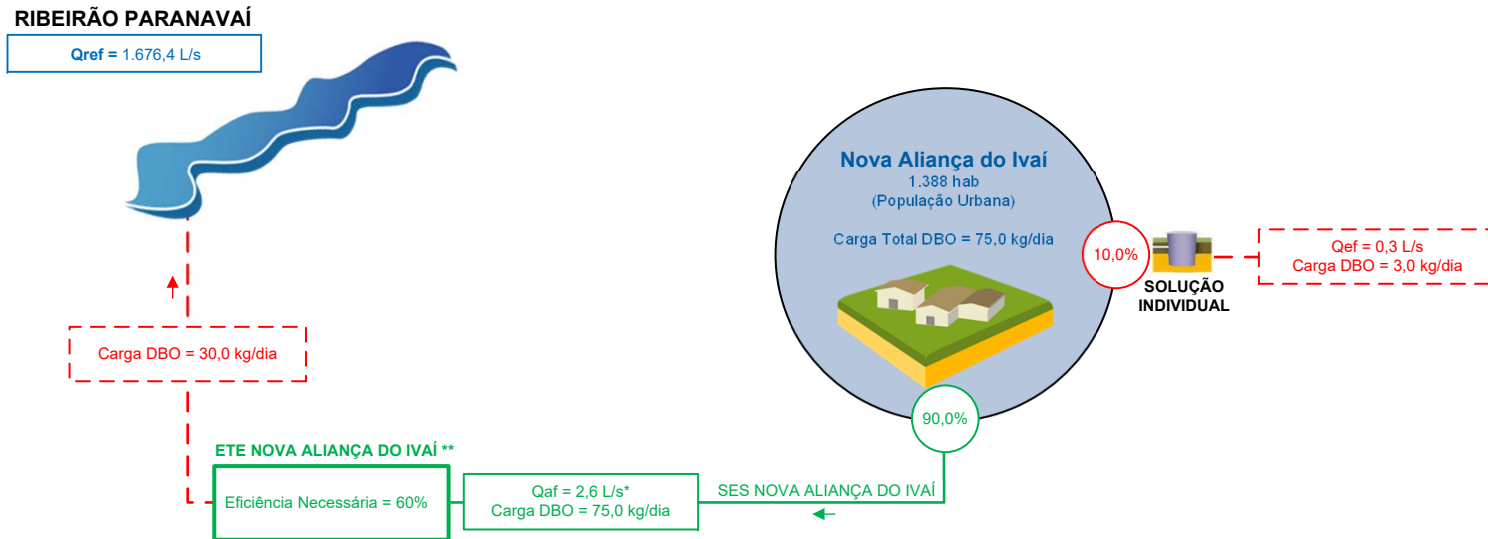 RIBEIRÃO PARANAVAÍ
Qref = 1.676,4 L/s
Nova Aliança do Ivaí
1.388 hab
(População Urbana)
Carga Total DBO = 75,0 kg/dia
10,0%
SOLUÇÃO
INDIVIDUAL
Qef = 0,3 L/s
Carga DBO = 3,0 kg/dia
Carga DBO = 30,0 kg/dia
90,0%
ETE NOVA ALIANÇA DO IVAÍ **
Eficiência Necessária = 60%
Qaf = 2,6 L/s*
Carga DBO = 75,0 kg/dia
SES NOVA ALIANÇA DO IVAÍ